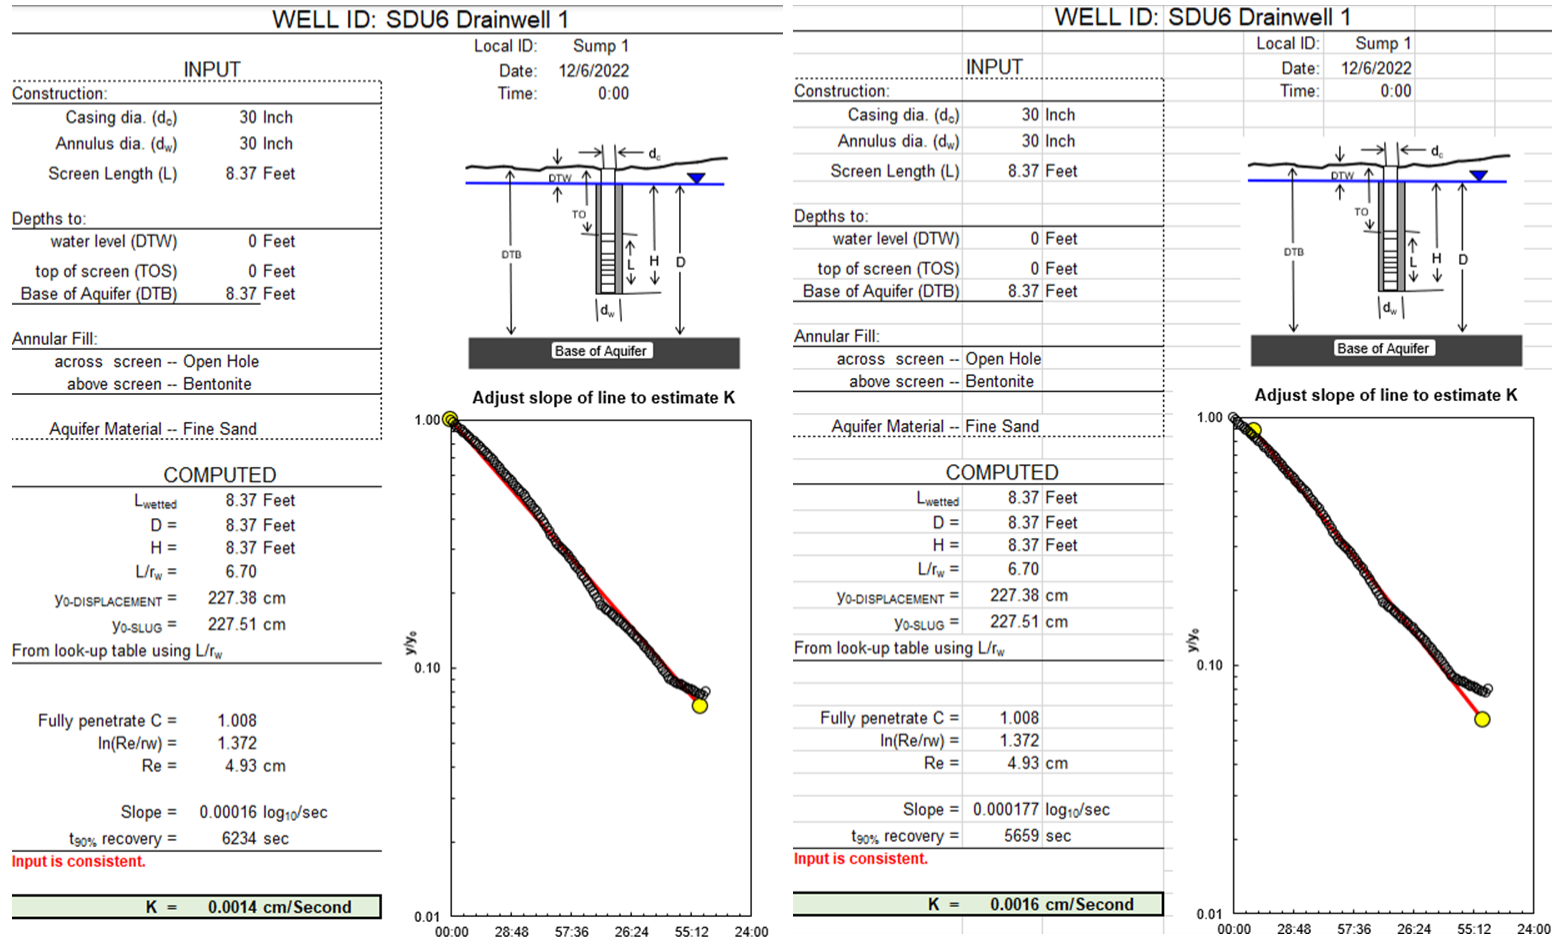 WELL ID: SDU6 Drainwell 1
Local ID: Sump 1
Date: 12/6/2022
Time: 0:00
INPUT
Construction:
Casing dia. (dc) 30 Inch
Annulus dia. (dw) 30 Inch
Screen Length (L) 8.37 Feet
Depths to:
water level (DTW) 0 Feet
top of screen (TOS) 0 Feet
Base of Aquifer (DTB) 8.37 Feet
Annular Fill:
across screen -- Open Hole
above screen -- Bentonite
Aquifer Material -- Fine Sand
COMPUTED
Lwetted 8.37 Feet
D = 8.37 Feet
H = 8.37 Feet
L/rw = 6.70
y0-DISPLACEMENT = 227.38 cm
y0-SLUG = 227.51 cm
From look-up table using L/rw
Fully penetrate C = 1.008
ln(Re/rw) = 1.372
Re = 4.93 cm
Slope = 0.00016 log10/sec
t90% recovery = 6234 sec
Input is consistent.
K = 0.0014 cm/Second
dc
DTW
TO
DTB
L H D
dw
Base of Aquifer
Adjust slope of line to estimate K
1.00
y/y0
0.10
0.01
00:00 28:48 57:36 26:24 55:12 24:00
WELL ID: SDU6 Drainwell 1
Local ID: Sump 1
Date: 12/6/2022
Time: 0:00
INPUT
Construction:
Casing dia. (dc) 30 Inch
Annulus dia. (dw) 30 Inch
Screen Length (L) 8.37 Feet
Depths to:
water level (DTW) 0 Feet
top of screen (TOS) 0 Feet
Base of Aquifer (DTB) 8.37 Feet
Annular Fill:
across screen -- Open Hole
above screen -- Bentonite
Aquifer Material -- Fine Sand
COMPUTED
Lwetted 8.37 Feet
D = 8.37 Feet
H = 8.37 Feet
L/rw = 6.70
y0-DISPLACEMENT = 227.38 cm
y0-SLUG = 227.51 cm
From look-up table using L/rw
Fully penetrate C = 1.008
ln(Re/rw) = 1.372
Re = 4.93 cm
Slope = 0.000177 log10/sec
t90% recovery = 5659 sec
Input is consistent.
K = 0.0016 cm/Second
dc
DTW
TO
DTB
L H D
dw
Base of Aquifer
Adjust slope of line to estimate K
1.00
y/y0
0.10
0.01
00:00 28:48 57:36 26:24 55:12 24:00